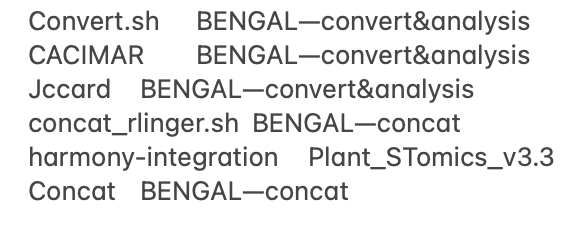 Convert.sh BENGAL—convert&analysis
CACIMAR BENGAL—convert&analysis
Jccard BENGAL—convert&analysis
concat_rlinger.sh BENGAL—concat
harmony-integration Plant_STomics_v3.3
Concat BENGAL—concat